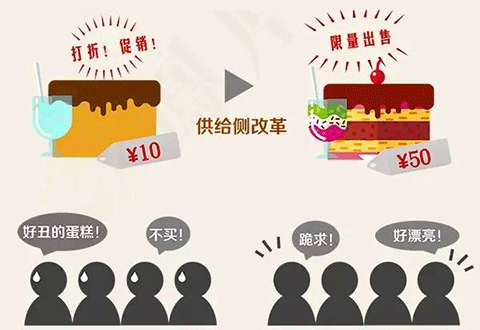 打折！促销！
限量出售
¥10
供给侧改革
¥50
好丑的蛋糕！
不买！
跪求！
好漂亮！